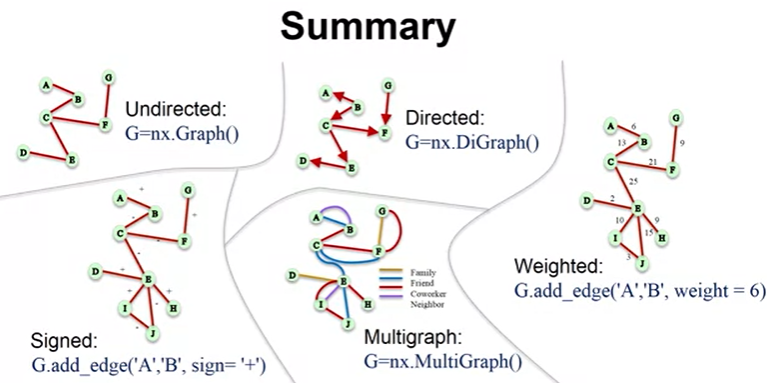 Summary
A
B
C
D
E
F
G
Undirected:
G=nx.Graph()
A
B
C
D
E
F
G
Directed:
G=nx.DiGraph()
A
B
C
D
E
F
G
I
H
J
6
13
21
9
25
2
10
15
9
3
Weighted:
G.add_edge('A','B', weight = 6)
A
B
C
D
E
F
G
I
H
J
+
-
-
+
-
+
+
+
-
Signed:
G.add_edge('A','B', sign= '+')
A
B
C
D
E
F
G
I
H
J
Family
Friend
Coworker
Neighbor
Multigraph:
G=nx.MultiGraph()